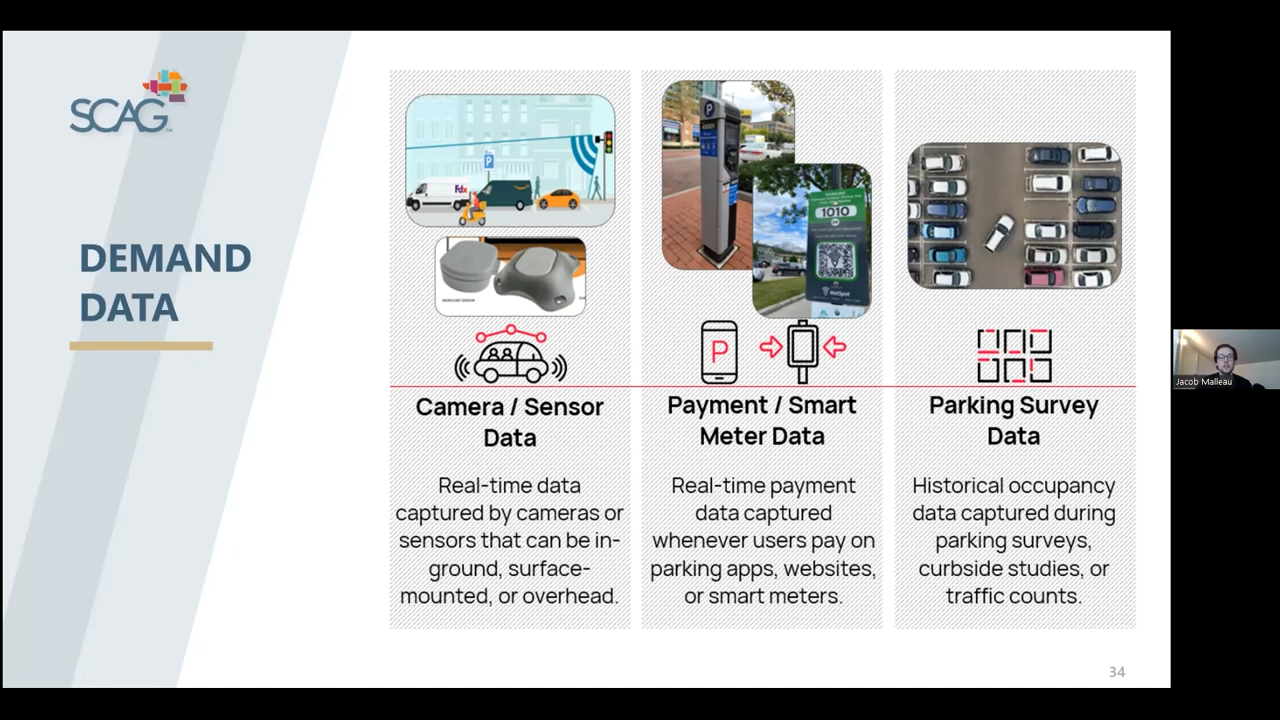 SCAG
DEMAND
DATA
P
FedEx
P
1010
HotSpot
P
Camera / Sensor
Data
Real-time data
captured by cameras or
sensors that can be in-
ground, surface-
mounted, or overhead.
Payment / Smart
Meter Data
Real-time payment
data captured
whenever users pay on
parking apps, websites,
or smart meters.
Parking Survey
Data
Historical occupancy
data captured during
parking surveys,
curbside studies, or
traffic counts.
34
Jacob Malleau